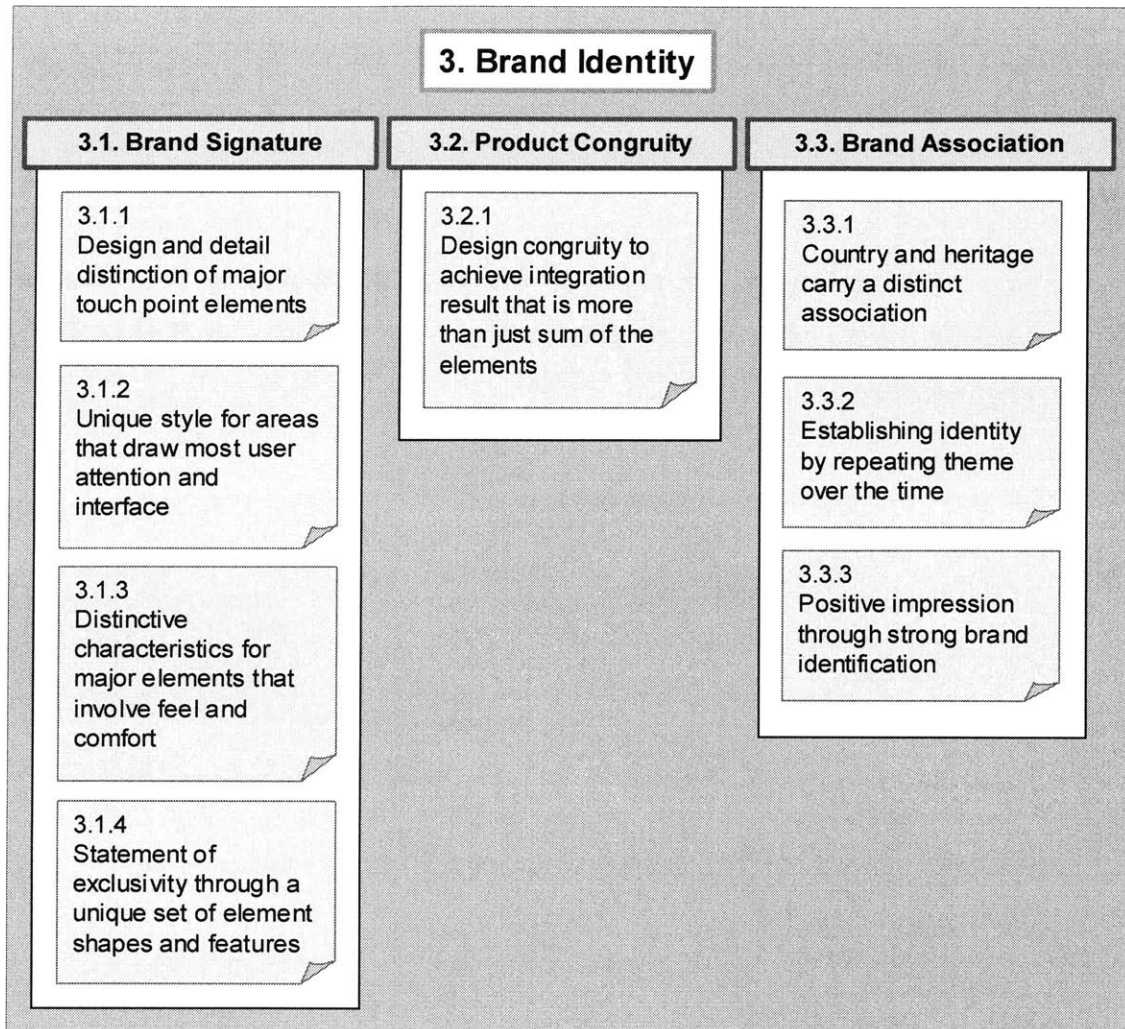 3. Brand Identity
3.1. Brand Signature
3.1.1
Design and detail
distinction of major
touch point elements
3.1.2
Unique style for areas
that draw most user
attention and
interface
3.1.3
Distinctive
characteristics for
major elements that
involve feel and
comfort
3.1.4
Statement of
exclusivity through a
unique set of element
shapes and features
3.2. Product Congruity
3.2.1
Design congruity to
achieve integration
result that is more
than just sum of the
elements
3.3. Brand Association
3.3.1
Country and heritage
carry a distinct
association
3.3.2
Establishing identity
by repeating theme
over the time
3.3.3
Positive impression
through strong brand
identification